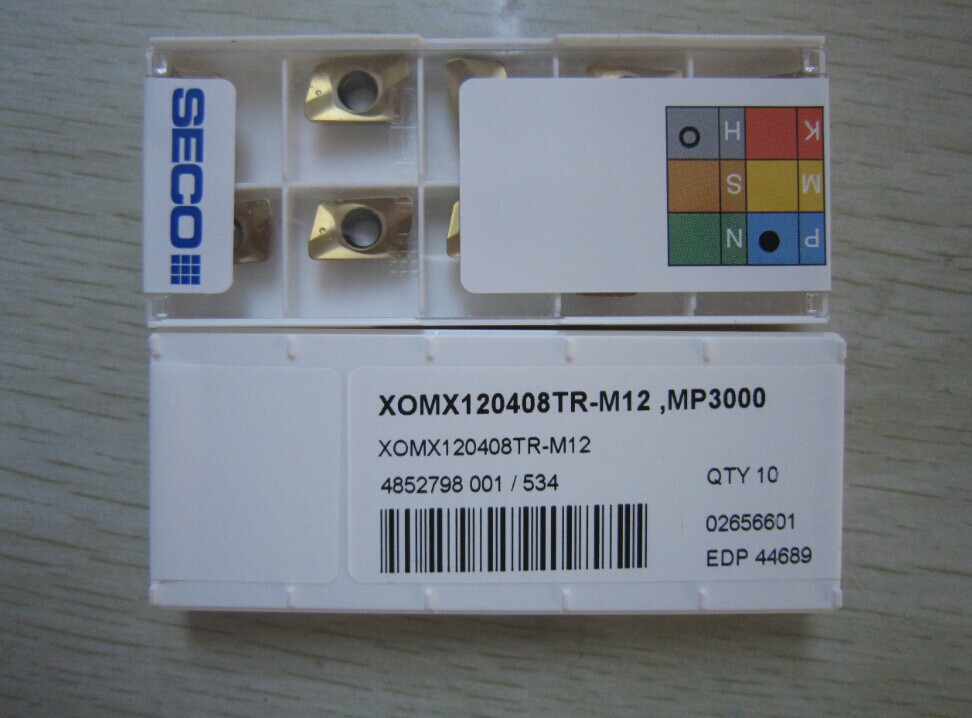 SECO
H K
S M
N P
XOMX120408TR-M12 ,MP3000
XOMX120408TR-M12
4852798 001 / 534
QTY 10
02656601
EDP 44689